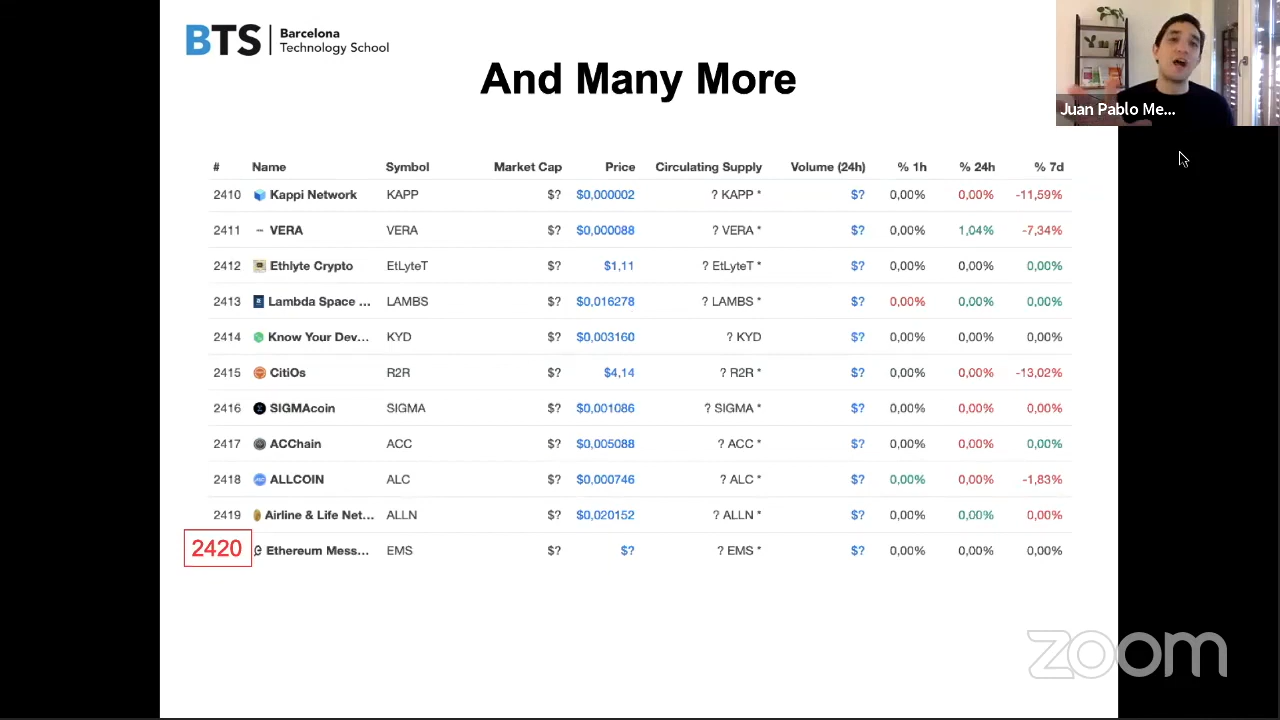 BTS
Barcelona
Technology School
And Many More
Juan Pablo Me...
# Name Symbol Market Cap Price Circulating Supply Volume (24h) % 1h % 24h % 7d
2410 Kappi Network KAPP $? $0,000002 ? KAPP * $? 0,00% 0,00% -11,59%
2411 VERA VERA $? $0,000088 ? VERA * $? 0,00% 1,04% -7,34%
2412 Ethlyte Crypto EtLyteT $? $1,11 ? EtLyteT * $? 0,00% 0,00% 0,00%
2413 Lambda Space ... LAMBS $? $0,016278 ? LAMBS * $? 0,00% 0,00% 0,00%
2414 Know Your Dev... KYD $? $0,003160 ? KYD $? 0,00% 0,00% 0,00%
2415 CitiOs R2R $? $4,14 ? R2R * $? 0,00% 0,00% -13,02%
2416 SIGMAcoin SIGMA $? $0,001086 ? SIGMA * $? 0,00% 0,00% 0,00%
2417 ACChain ACC $? $0,005088 ? ACC * $? 0,00% 0,00% 0,00%
2418 ALLCOIN ALC $? $0,000746 ? ALC * $? 0,00% 0,00% -1,83%
2419 Airline & Life Net... ALLN $? $0,020152 ? ALLN * $? 0,00% 0,00% 0,00%
2420 Ethereum Mess... EMS $? $? ? EMS * $? 0,00% 0,00% 0,00%
zoom